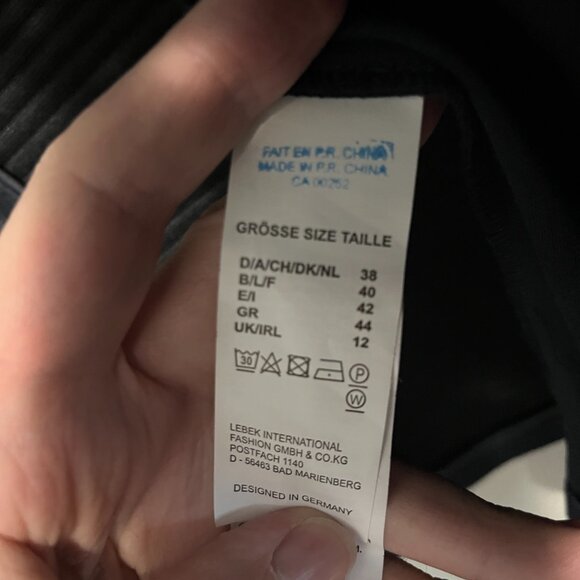 FAIT EN P.R. CHINA
MADE IN P.R. CHINA
CA 00252
GRÖSSE SIZE TAILLE
D/A/CH/DK/NL 38
B/L/F 40
E/I 42
GR 44
UK/IRL 12
30
P
W
LEBEK INTERNATIONAL
FASHION GMBH & CO.KG
POSTFACH 1140
D - 56463 BAD MARIENBERG
DESIGNED IN GERMANY